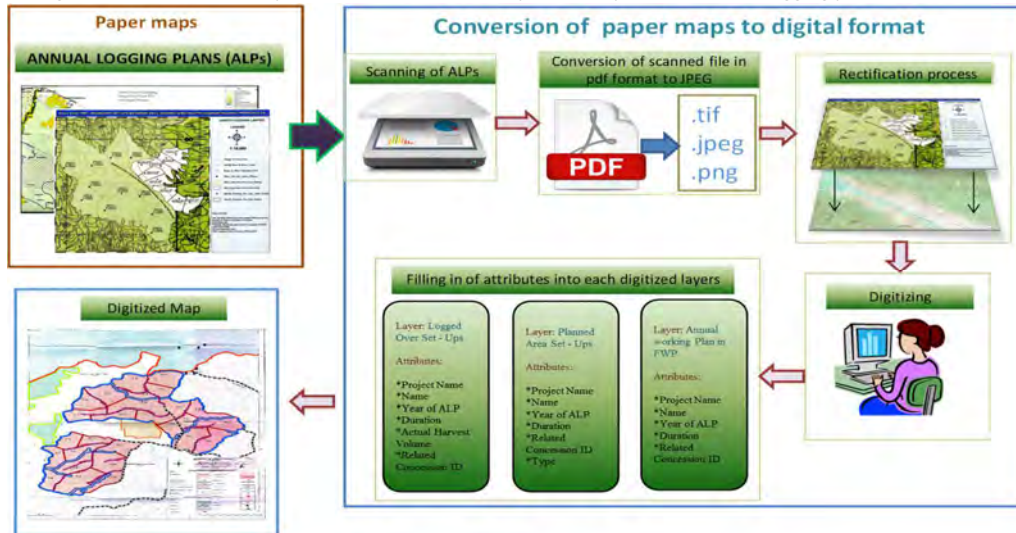 Paper maps
ANNUAL LOGGING PLANS (ALPs)
Conversion of paper maps to digital format
Scanning of ALPs
Conversion of scanned file in
pdf format to JPEG
PDF
.tif
.jpeg
.png
Rectification process
Digitizing
Filling in of attributes into each digitized layers
Layer: Logged
Over Set - Ups
Attributes:
*Project Name
*Name
*Year of ALP
*Duration
*Actual Harvest
Volume
*Related
Concession ID
Layer: Planned
Area Set - Ups
Attributes:
*Project Name
*Name
*Year of ALP
*Duration
*Related
Concession ID
*Type
Layer: Annual
working Plan in
FWP
Attributes:
*Project Name
*Name
*Year of ALP
*Duration
*Related
Concession ID
Digitized Map